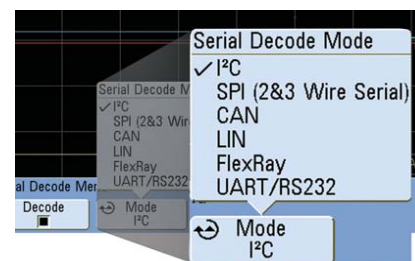 Serial Decode Mode
✓ I²C
SPI (2&3 Wire Serial)
CAN
LIN
FlexRay
UART/RS232
Mode
I²C
Serial Decode M
✓ I²C
SPI (2&3 Wir
CAN
LIN
FlexRay
UART/RS232
al Decode Me
Decode
Mode
I²C